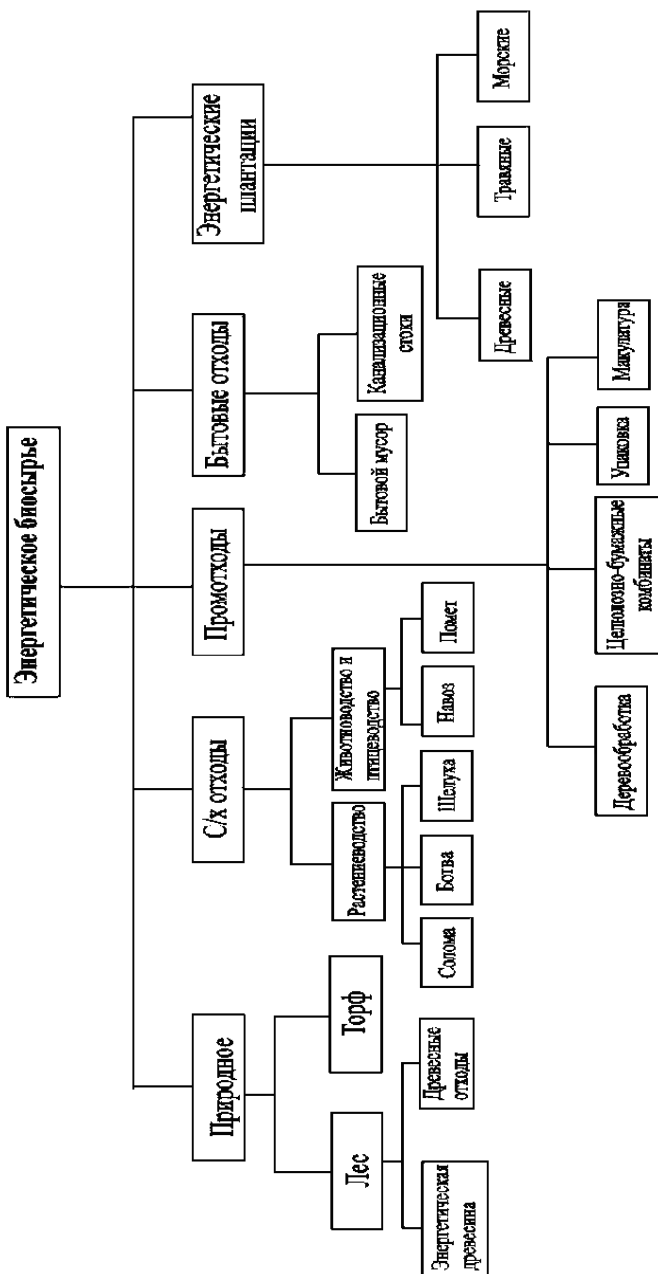 Энергетическое биосырье
Природное
С/х отходы
Промотходы
Бытовые отходы
Энергетические
плантации
Лес
Торф
Растениеводство
Животноводство и
птицеводство
Бытовой мусор
Канализационные
стоки
Энергетическая
древесина
Древесные
отходы
Солома
Ботва
Шелуха
Навоз
Помет
Древесные
Травяные
Морские
Деревообработка
Целюлозно-бумажные
комбинаты
Упаковка
Макулатура